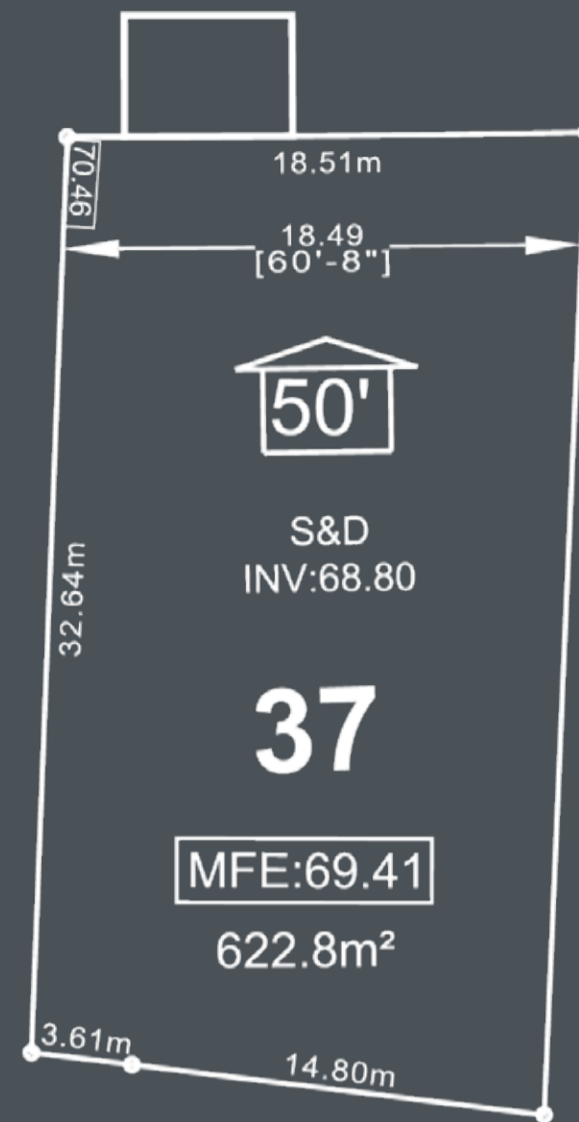 18.51m
70.46
18.49
[60'-8"]
50'
S&D
INV:68.80
32.64m
37
MFE:69.41
622.8m²
3.61m
14.80m